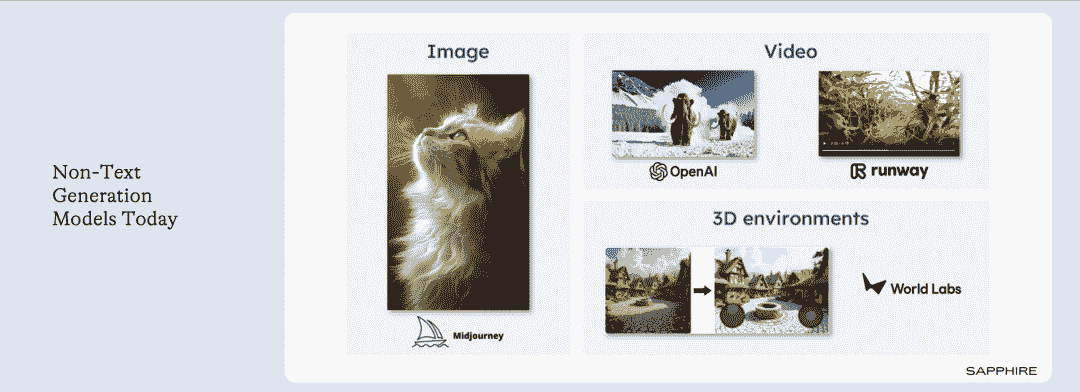 Non-Text
Generation
Models Today
Image
Midjourney
Video
OpenAI
runway
3D environments
World Labs
SAPPHIRE